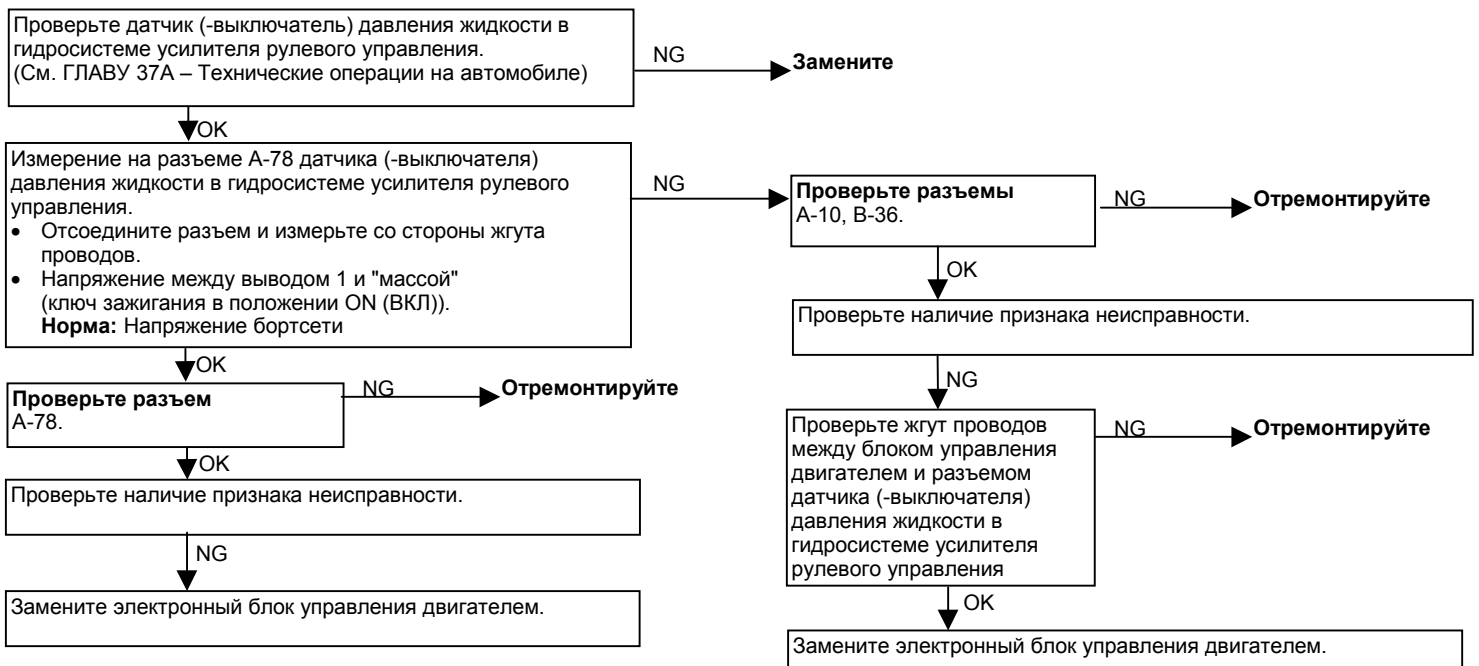 Проверьте датчик (-выключатель) давления жидкости в
гидросистеме усилителя рулевого управления.
(См. ГЛАВУ 37A – Технические операции на автомобиле)
NG
Замените
OK
Измерение на разъеме A-78 датчика (-выключателя)
давления жидкости в гидросистеме усилителя рулевого
управления.
• Отсоедините разъем и измерьте со стороны жгута
проводов.
• Напряжение между выводом 1 и "массой"
(ключ зажигания в положении ON (ВКЛ)).
Норма: Напряжение бортсети
NG
Проверьте разъемы
A-10, B-36.
NG
Отремонтируйте
OK
Проверьте наличие признака неисправности.
NG
Проверьте жгут проводов
между блоком управления
двигателем и разъемом
датчика (-выключателя)
давления жидкости в
гидросистеме усилителя
рулевого управления
NG
Отремонтируйте
OK
Замените электронный блок управления двигателем.
OK
Проверьте разъем
A-78.
NG
Отремонтируйте
OK
Проверьте наличие признака неисправности.
NG
Замените электронный блок управления двигателем.